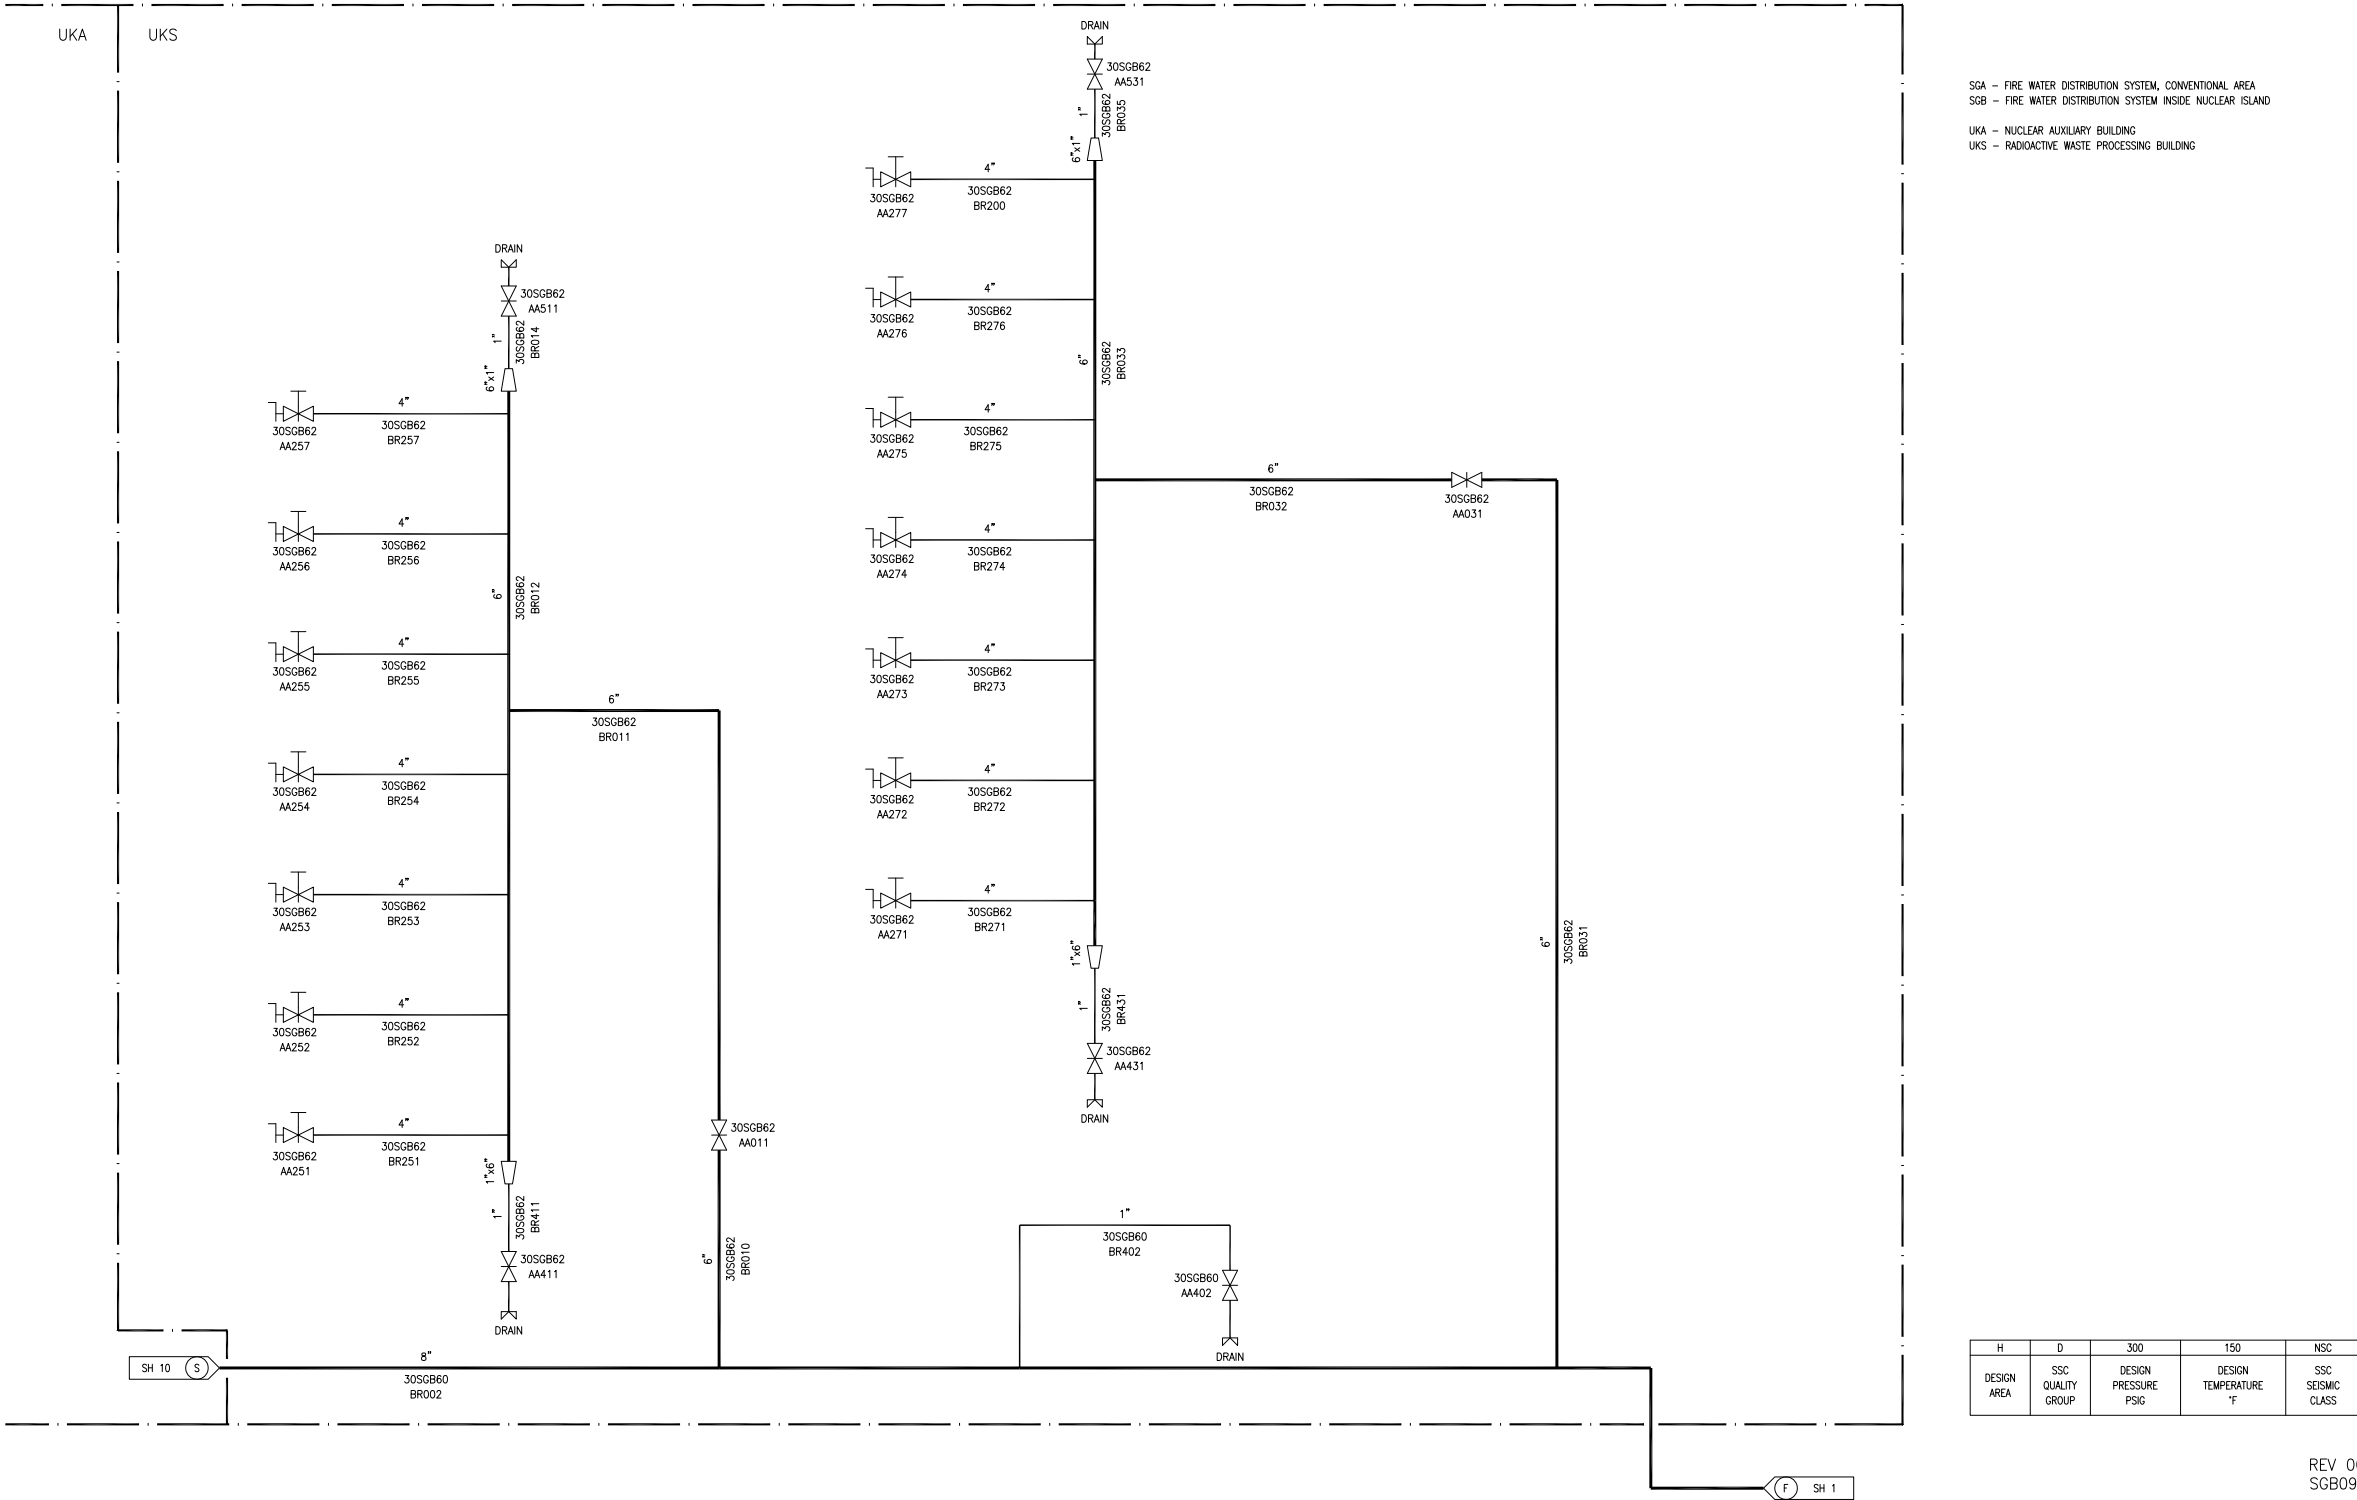 UKA
UKS
DRAIN
30SGB62
AA531
1"
30SGB62
BR035
6"x1"
4"
30SGB62
BR200
30SGB62
AA277
4"
30SGB62
BR276
30SGB62
AA276
6"
30SGB62
BR033
4"
30SGB62
BR275
30SGB62
AA275
6"
30SGB62
BR032
30SGB62
AA031
4"
30SGB62
BR274
30SGB62
AA274
4"
30SGB62
BR273
30SGB62
AA273
4"
30SGB62
BR272
30SGB62
AA272
4"
30SGB62
BR271
30SGB62
AA271
1"x6"
1"
30SGB62
BR431
30SGB62
AA431
DRAIN
6"
30SGB62
BR031
DRAIN
30SGB62
AA511
1"
30SGB62
BR014
6"x1"
4"
30SGB62
BR257
30SGB62
AA257
4"
30SGB62
BR256
30SGB62
AA256
6"
30SGB62
BR012
4"
30SGB62
BR255
30SGB62
AA255
6"
30SGB62
BR011
4"
30SGB62
BR254
30SGB62
AA254
4"
30SGB62
BR253
30SGB62
AA253
4"
30SGB62
BR252
30SGB62
AA252
4"
30SGB62
BR251
30SGB62
AA251
1"x6"
1"
30SGB62
BR411
30SGB62
AA411
DRAIN
30SGB62
AA011
6"
30SGB62
BR010
1"
30SGB60
BR402
30SGB60
AA402
DRAIN
SH 10 S
8"
30SGB60
BR002
F SH 1
SGA – FIRE WATER DISTRIBUTION SYSTEM, CONVENTIONAL AREA
SGB – FIRE WATER DISTRIBUTION SYSTEM INSIDE NUCLEAR ISLAND
UKA – NUCLEAR AUXILIARY BUILDING
UKS – RADIOACTIVE WASTE PROCESSING BUILDING
H D 300 150 NSC
DESIGN AREA
SSC QUALITY GROUP
DESIGN PRESSURE PSIG
DESIGN TEMPERATURE °F
SSC SEISMIC CLASS
REV
SGB09